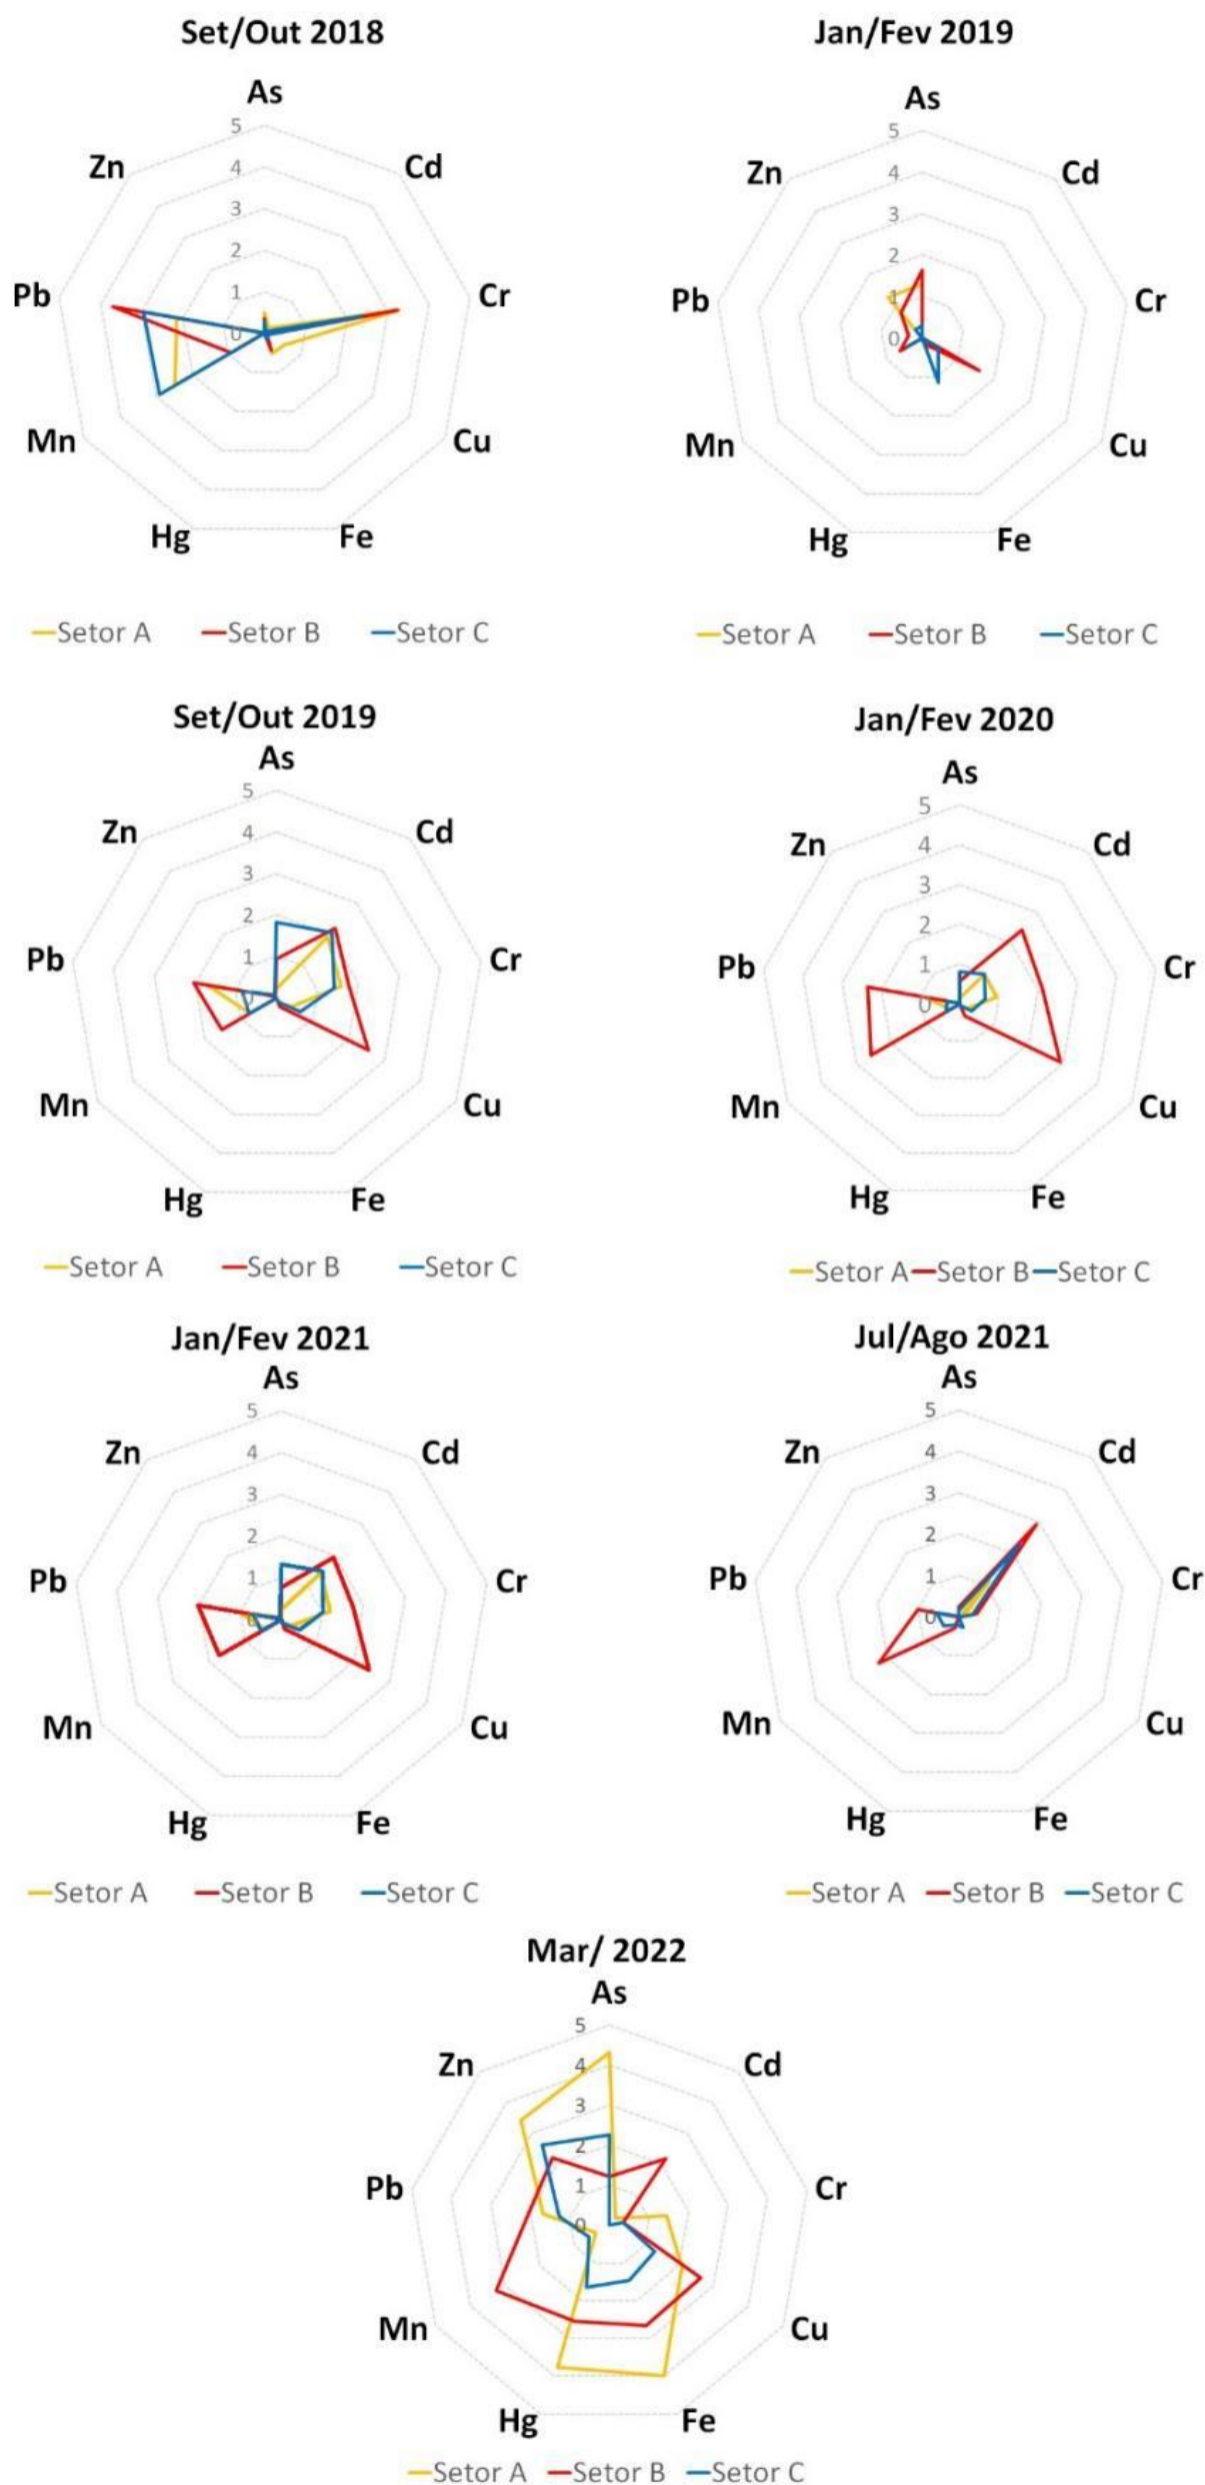 Set/Out 2018
As
Cd
Cr
Cu
Fe
Hg
Mn
Pb
Zn
5
4
3
2
1
0
Setor A Setor B Setor C
Jan/Fev 2019
As
Cd
Cr
Cu
Fe
Hg
Mn
Pb
Zn
5
4
3
2
1
0
Setor A Setor B Setor C
Set/Out 2019
As
Cd
Cr
Cu
Fe
Hg
Mn
Pb
Zn
5
4
3
2
1
0
Setor A Setor B Setor C
Jan/Fev 2020
As
Cd
Cr
Cu
Fe
Hg
Mn
Pb
Zn
5
4
3
2
1
0
Setor A Setor B Setor C
Jan/Fev 2021
As
Cd
Cr
Cu
Fe
Hg
Mn
Pb
Zn
5
4
3
2
1
0
Setor A Setor B Setor C
Jul/Ago 2021
As
Cd
Cr
Cu
Fe
Hg
Mn
Pb
Zn
5
4
3
2
1
0
Setor A Setor B Setor C
Mar/ 2022
As
Cd
Cr
Cu
Fe
Hg
Mn
Pb
Zn
5
4
3
2
1
0
Setor A Setor B Setor C